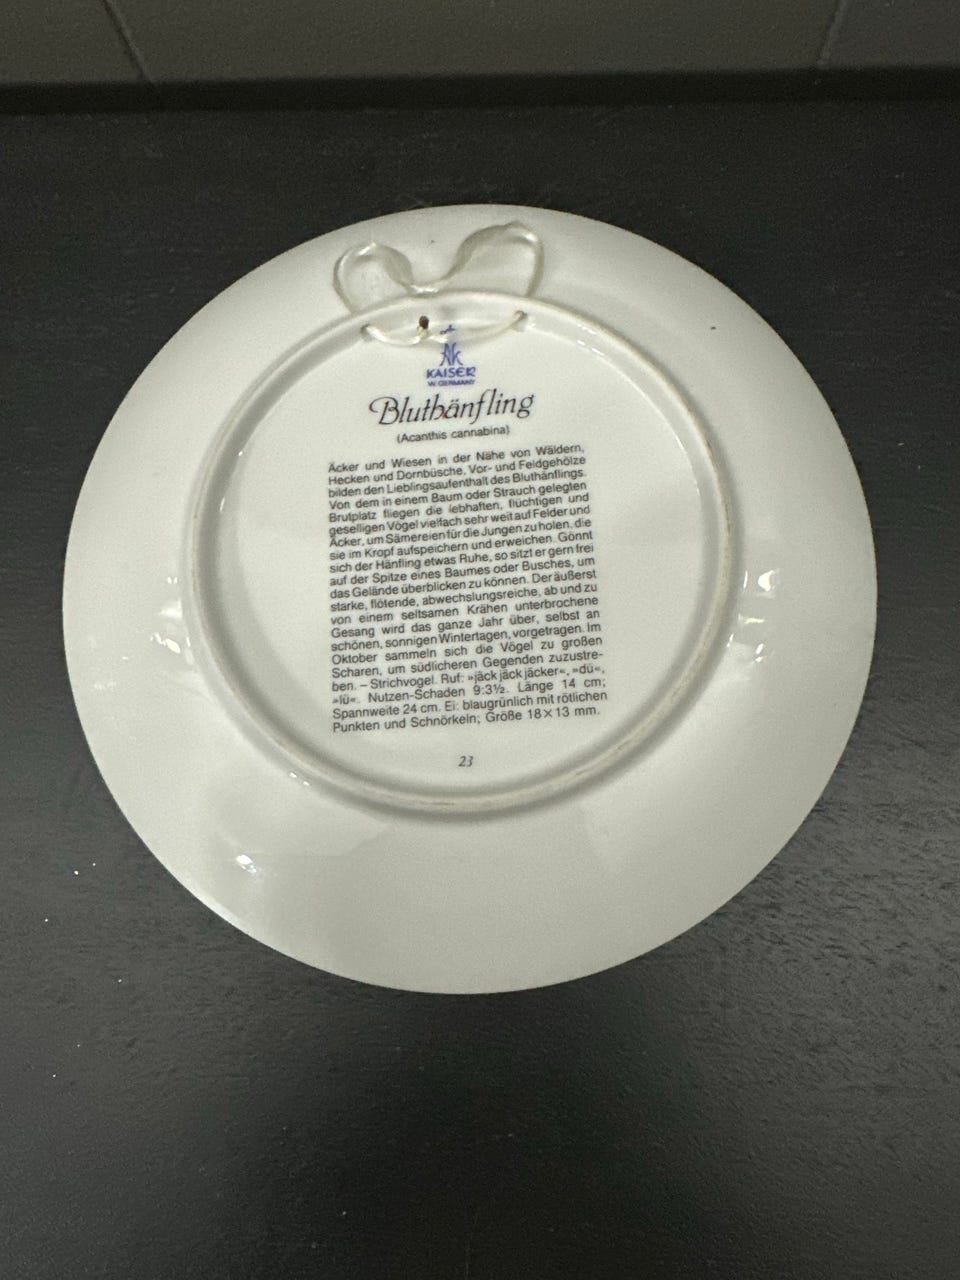 AK
KAISER
W. GERMANY
Bluthänfling
(Acanthis cannabina)
Äcker und Wiesen in der Nähe von Wäldern,
Hecken und Dornbüsche, Vor- und Feldgehölze
bilden den Lieblingsaufenthalt des Bluthänflings.
Von dem in einem Baum oder Strauch gelegten
Brutplatz fliegen die lebhaften, flüchtigen und
geselligen Vögel vielfach sehr weit auf Felder und
Äcker, um Sämereien für die Jungen zu holen, die
sie im Kropf aufspeichern und erweichen. Gönnt
sich der Hänfling etwas Ruhe, so sitzt er gern frei
auf der Spitze eines Baumes oder Busches, um
das Gelände überblicken zu können. Der äußerst
starke, flötende, abwechslungsreiche, ab und zu
von einem seltsamen Krähen unterbrochene
Gesang wird das ganze Jahr über, selbst an
schönen, sonnigen Wintertagen, vorgetragen. Im
Oktober sammeln sich die Vögel zu großen
Scharen, um südlicheren Gegenden zuzustre-
ben. – Strichvogel. Ruf: »jäck jäck jäcker«, »dü«,
»lü«. Nutzen-Schaden 9:3½. Länge 14 cm;
Spannweite 24 cm. Ei: blaugrünlich mit rötlichen
Punkten und Schnörkeln; Größe 18 × 13 mm.
23